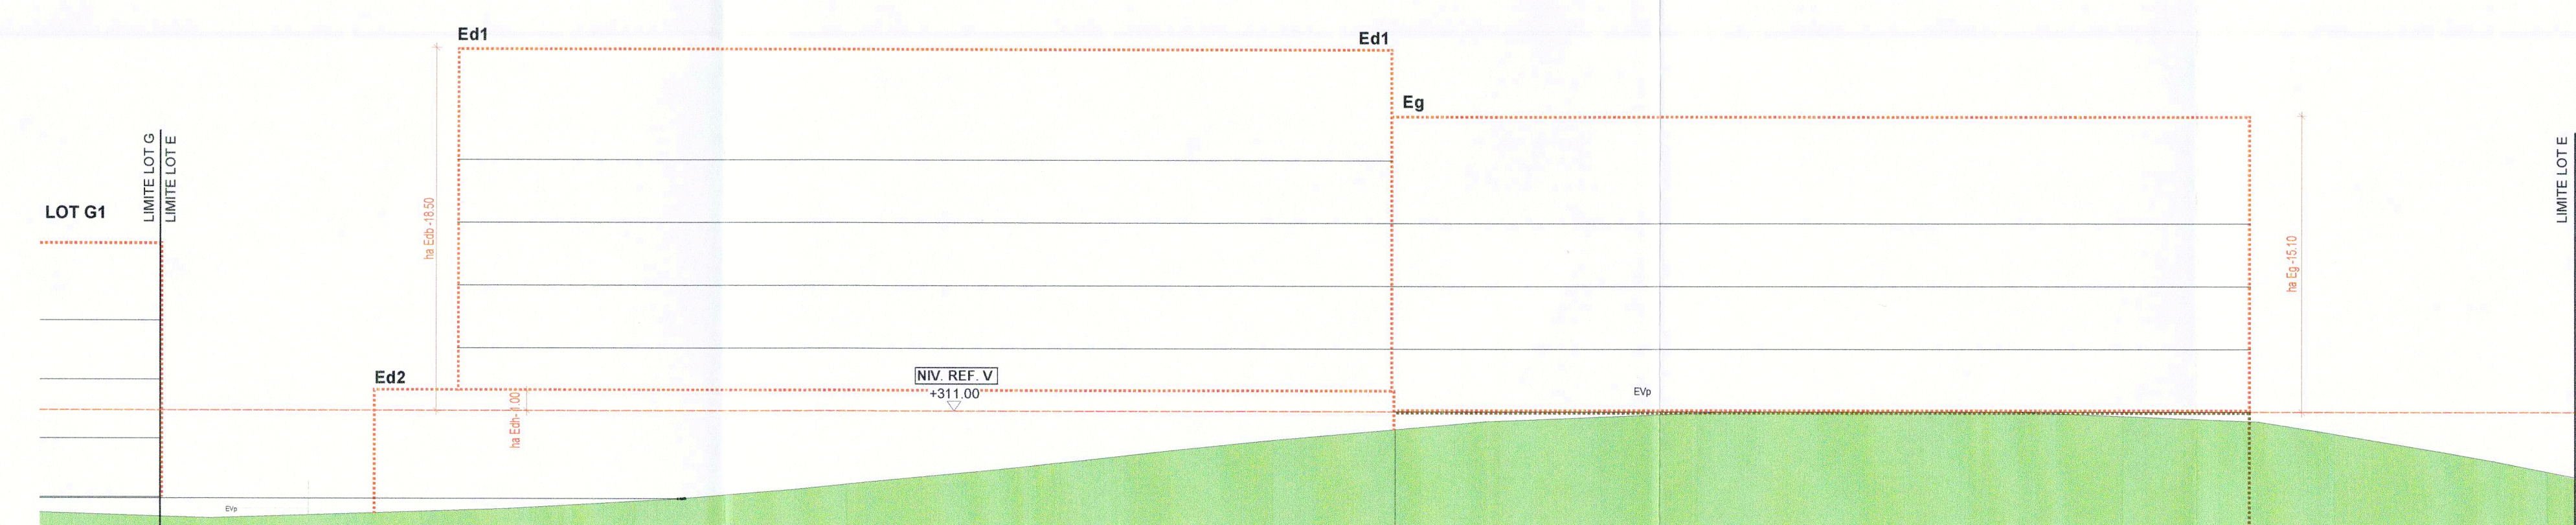 Ed1
Ed1
Eg
LIMITE LOT G
LIMITE LOT E
LIMITE LOT E
LOT G1
ha Edb -18.50
ha Eg -15.10
Ed2
NIV. REF. V
+311.00
EVp
ha Edh- 1.00
EVp